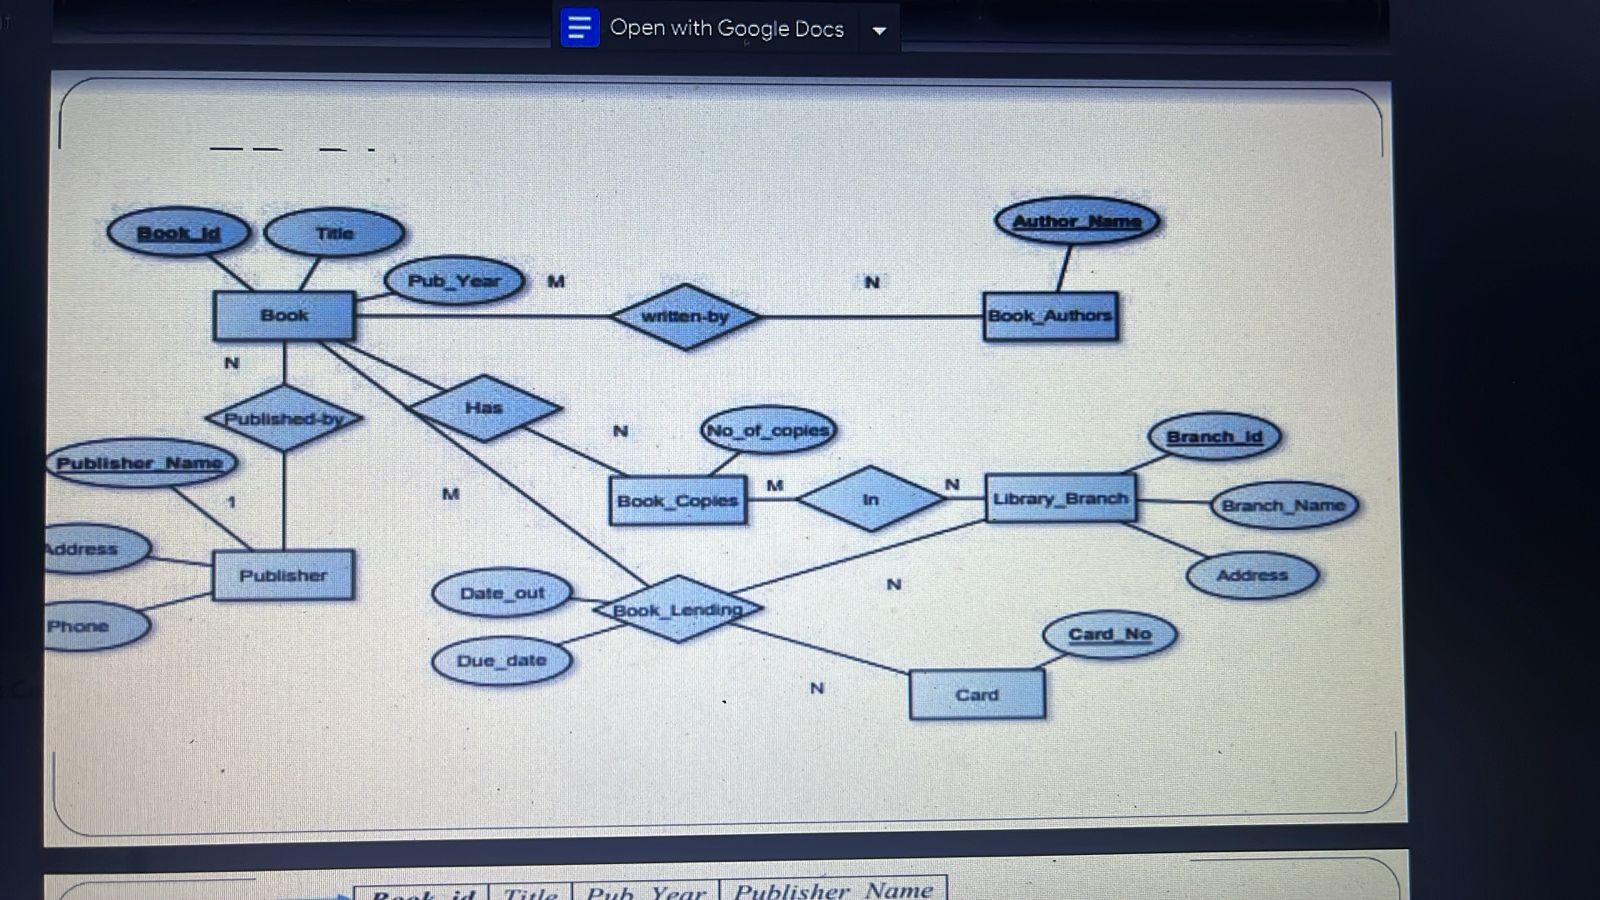 Open with Google Docs
Book_id
Title
Author_Name
Pub_Year
M
N
Book
written-by
Book_Authors
N
Has
Published-by
N
No_of_copies
Branch_id
Publisher_Name
M
1
Book_Copies
M
In
N
Library_Branch
Branch_Name
Address
Publisher
Address
Date_out
N
Book_Lending
Phone
Card_No
Due_date
N
Card
Book_id Title Pub_Year Publisher_Name